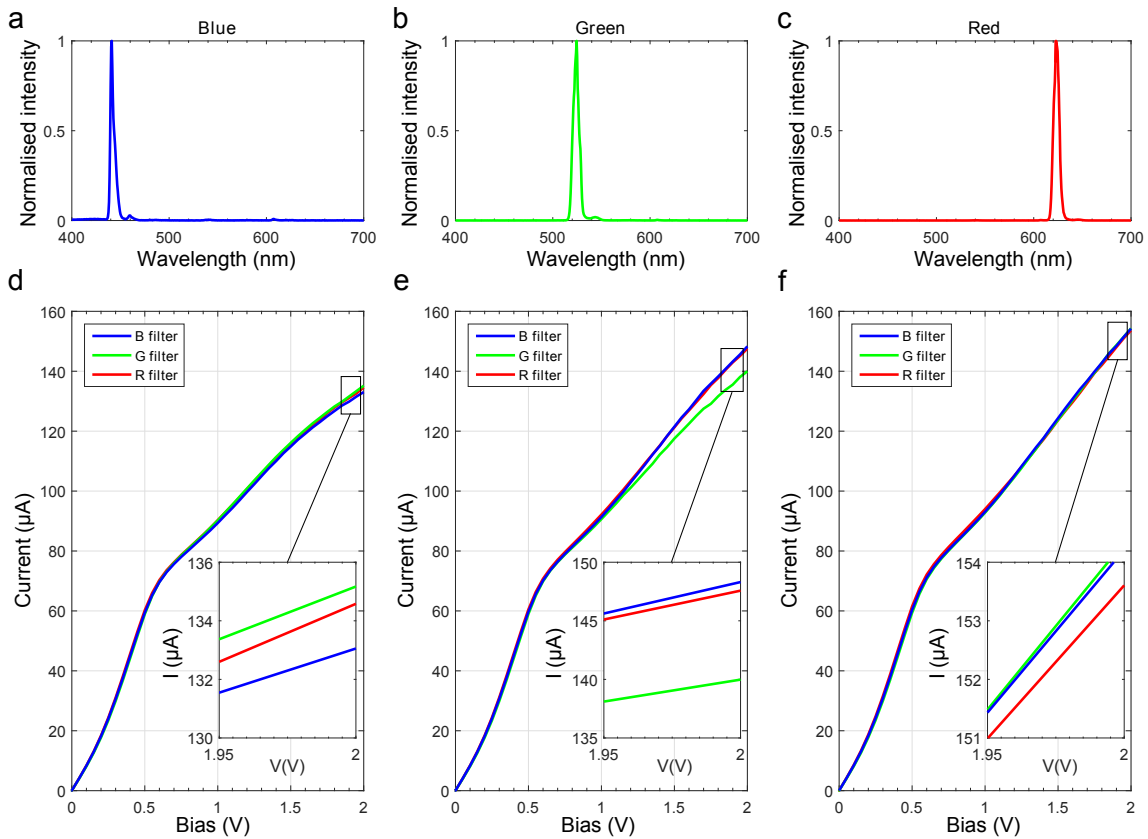 a
Blue
Normalised intensity
1
0.5
0
400 500 600 700
Wavelength (nm)
b
Green
Normalised intensity
1
0.5
0
400 500 600 700
Wavelength (nm)
c
Red
Normalised intensity
1
0.5
0
400 500 600 700
Wavelength (nm)
d
Current (µA)
160
140
120
100
80
60
40
20
0
0 0.5 1 1.5 2
Bias (V)
B filter
G filter
R filter
I (µA)
136
134
132
130
1.95 2
V(V)
e
Current (µA)
160
140
120
100
80
60
40
20
0
0 0.5 1 1.5 2
Bias (V)
B filter
G filter
R filter
I (µA)
150
145
140
135
1.95 2
V(V)
f
Current (µA)
160
140
120
100
80
60
40
20
0
0 0.5 1 1.5 2
Bias (V)
B filter
G filter
R filter
I (µA)
154
153
152
151
1.95 2
V(V)